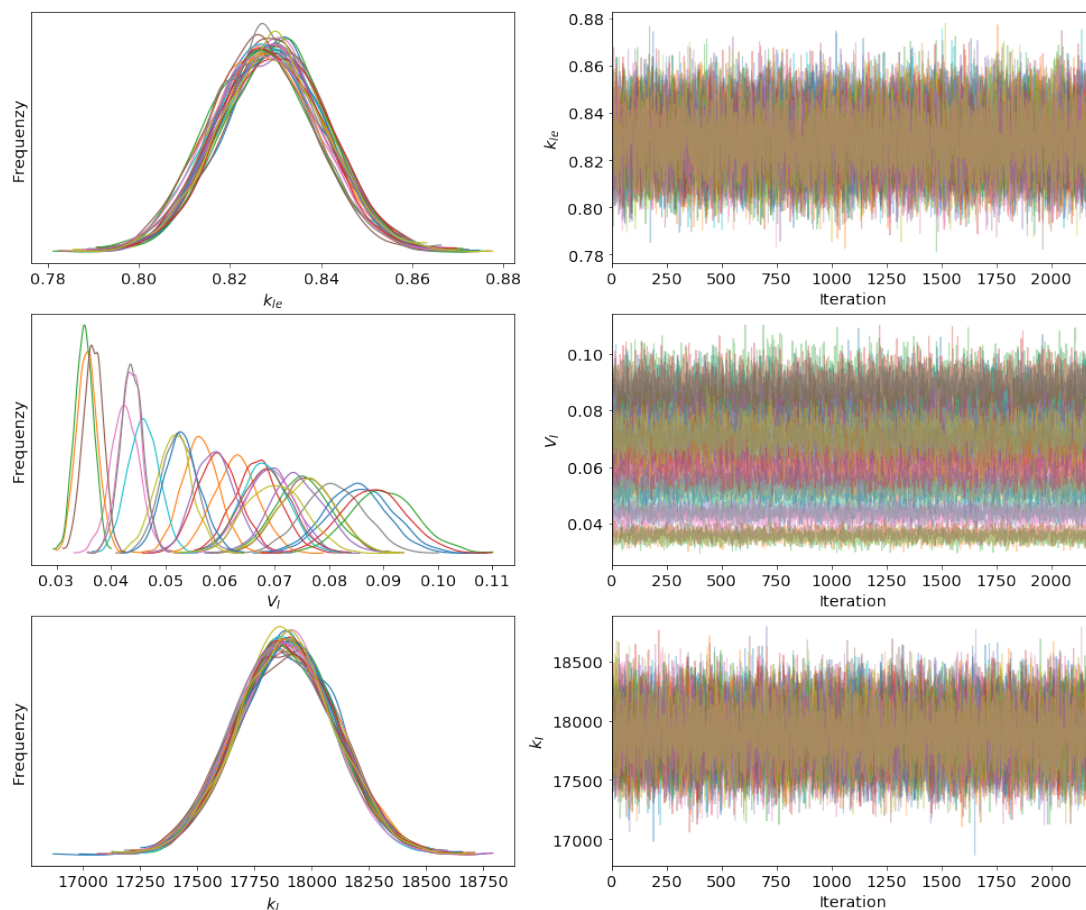 Frequenzy
0.78 0.80 0.82 0.84 0.86 0.88
k_le
k_le
0.88
0.86
0.84
0.82
0.80
0.78
0 250 500 750 1000 1250 1500 1750 2000
Iteration
Frequenzy
0.03 0.04 0.05 0.06 0.07 0.08 0.09 0.10 0.11
V_l
V_l
0.10
0.08
0.06
0.04
0 250 500 750 1000 1250 1500 1750 2000
Iteration
Frequenzy
17000 17250 17500 17750 18000 18250 18500 18750
k_l
k_l
18500
18000
17500
17000
0 250 500 750 1000 1250 1500 1750 2000
Iteration